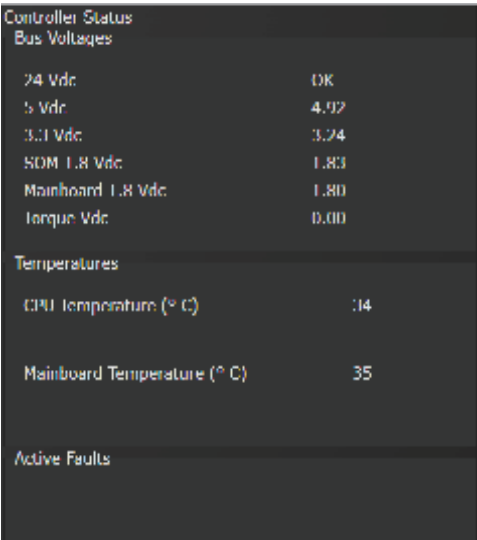 Controller Status
Bus Voltages
24 Vdc OK
5 Vdc 4.92
3.3 Vdc 3.24
SOM 1.8 Vdc 1.83
Mainboard 1.8 Vdc 1.80
Torque Vdc 0.00
Temperatures
CPU Temperature (° C) 34
Mainboard Temperature (° C) 35
Active Faults